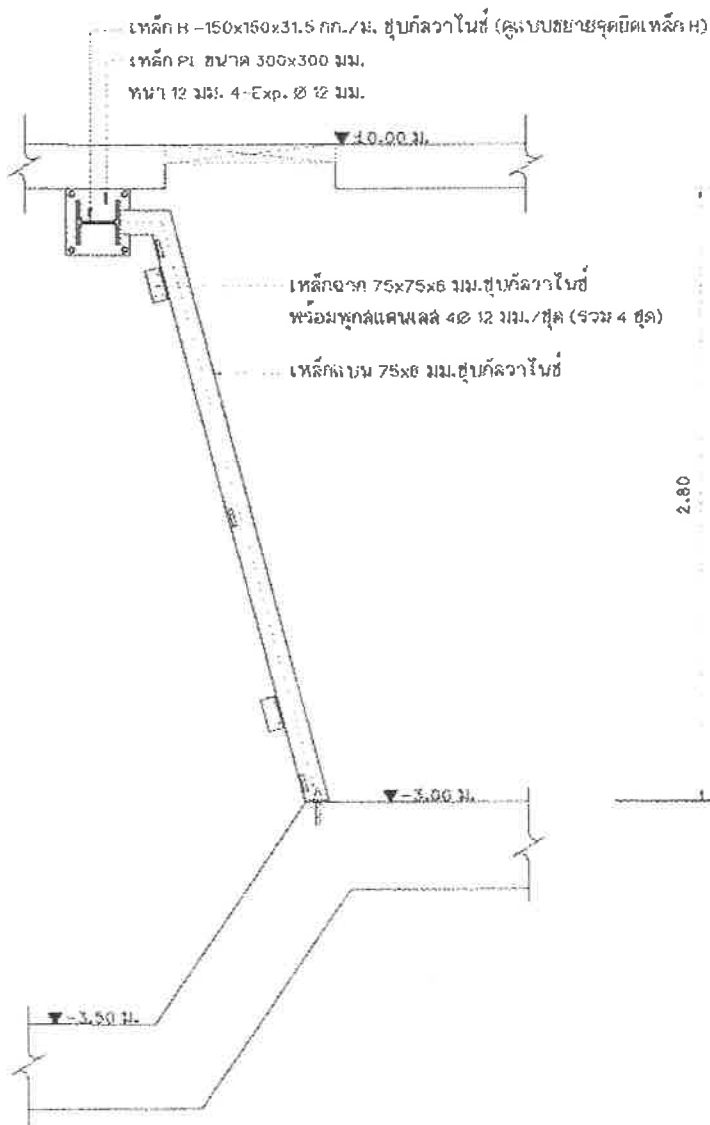 เหล็ก H -150x150x31.5 กก./ม. ชุบกัลวาไนซ์ (ดูแบบขยายจุดยึดเหล็ก H)
เหล็ก PL ขนาด 300x300 มม.
หนา 12 มม. 4-Exp. Ø 12 มม.
±0.00 ม.
เหล็กฉาก 75x75x6 มม.ชุบกัลวาไนซ์
พร้อมพุกสแตนเลส 4Ø 12 มม./ชุด (รวม 4 ชุด)
เหล็กแบน 75x6 มม.ชุบกัลวาไนซ์
2.80
-3.00 ม.
-3.50 ม.